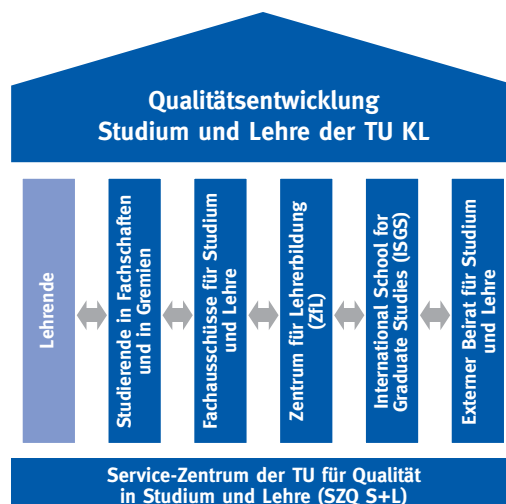 Qualitätsentwicklung
Studium und Lehre der TU KL
Lehrende
Studierende in Fachschaften
und in Gremien
Fachausschüsse für Studium
und Lehre
Zentrum für Lehrerbildung
(ZfL)
International School for
Graduate Studies (ISGS)
Externer Beirat für Studium
und Lehre
Service-Zentrum der TU für Qualität
in Studium und Lehre (SZQ S+L)